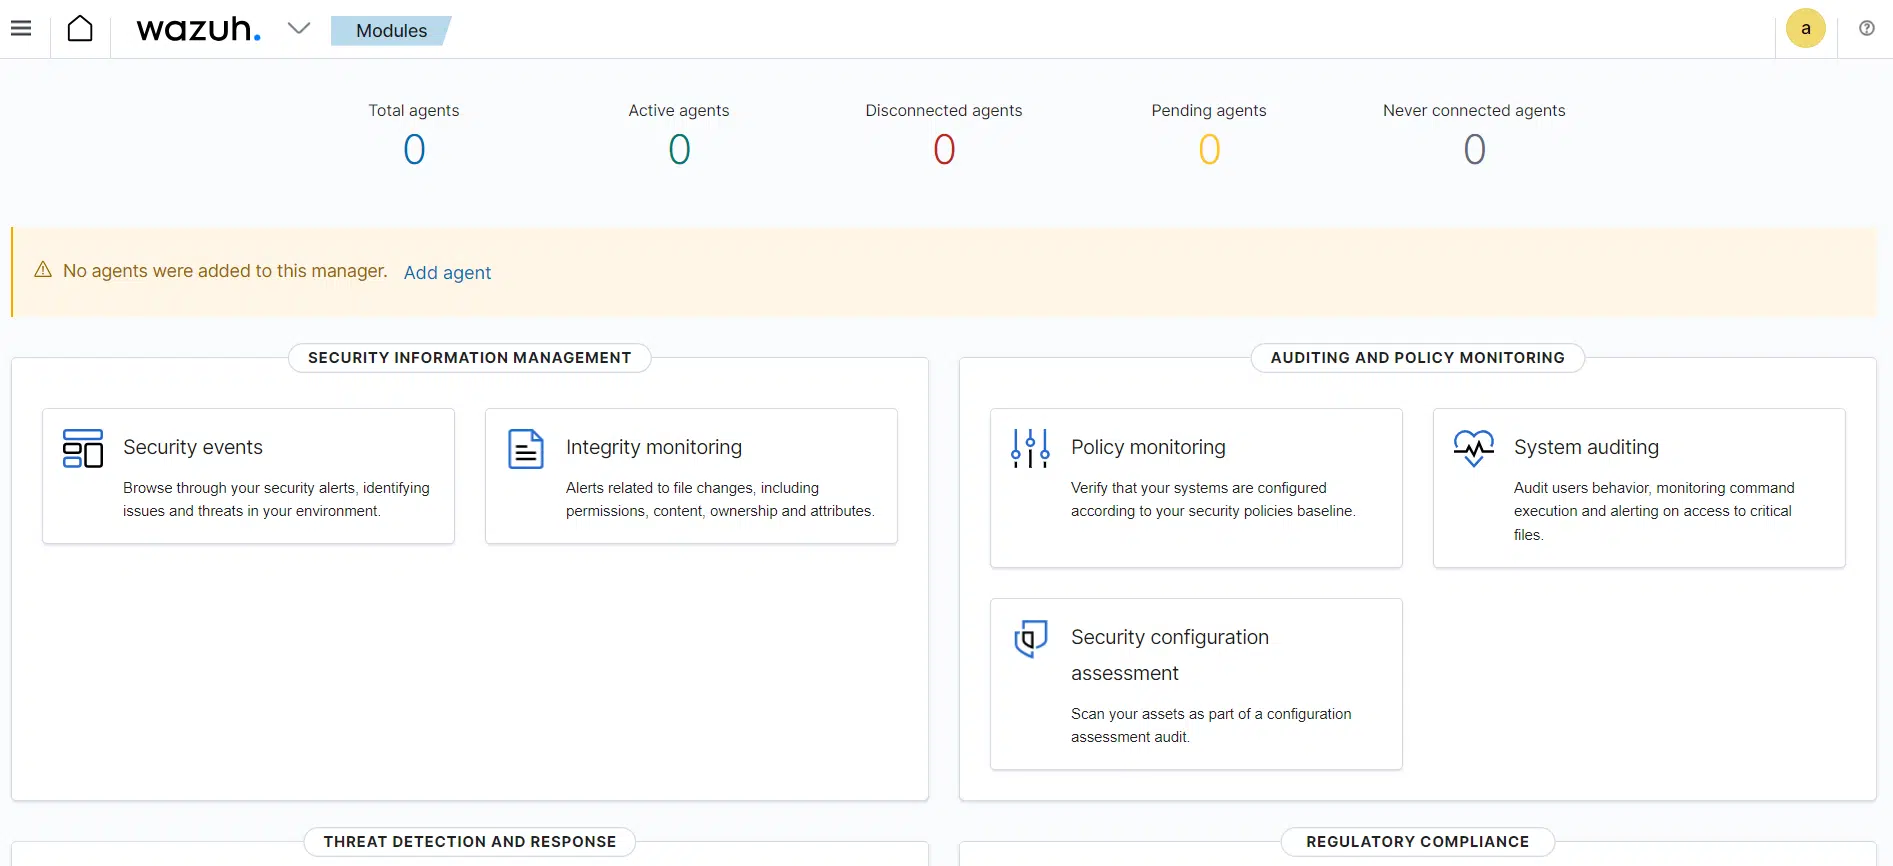 wazuh.
Modules
a
Total agents
0
Active agents
0
Disconnected agents
0
Pending agents
0
Never connected agents
0
No agents were added to this manager. Add agent
SECURITY INFORMATION MANAGEMENT
Security events
Browse through your security alerts, identifying
issues and threats in your environment.
Integrity monitoring
Alerts related to file changes, including
permissions, content, ownership and attributes.
AUDITING AND POLICY MONITORING
Policy monitoring
Verify that your systems are configured
according to your security policies baseline.
System auditing
Audit users behavior, monitoring command
execution and alerting on access to critical
files.
Security configuration
assessment
Scan your assets as part of a configuration
assessment audit.
THREAT DETECTION AND RESPONSE
REGULATORY COMPLIANCE